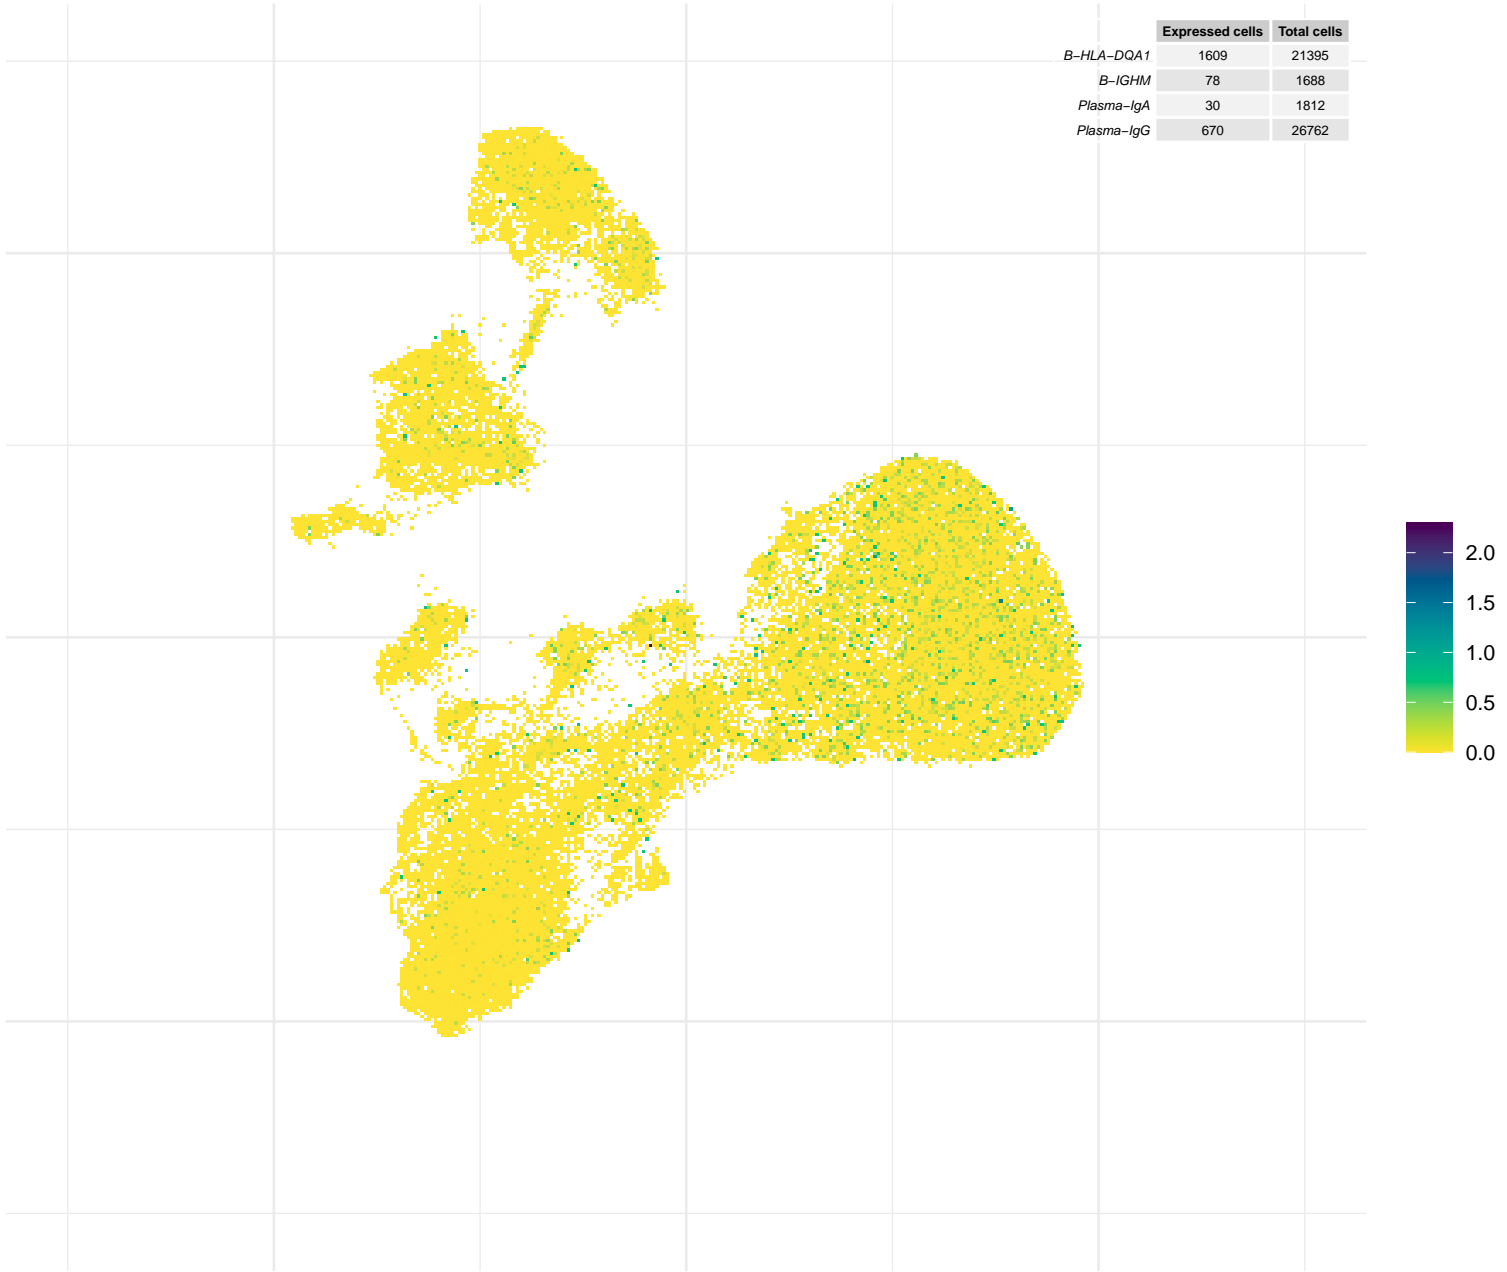 Expressed cells Total cells
B−HLA−DQA1 1609 21395
B−IGHM 78 1688
Plasma−IgA 30 1812
Plasma−IgG 670 26762
2.0
1.5
1.0
0.5
0.0